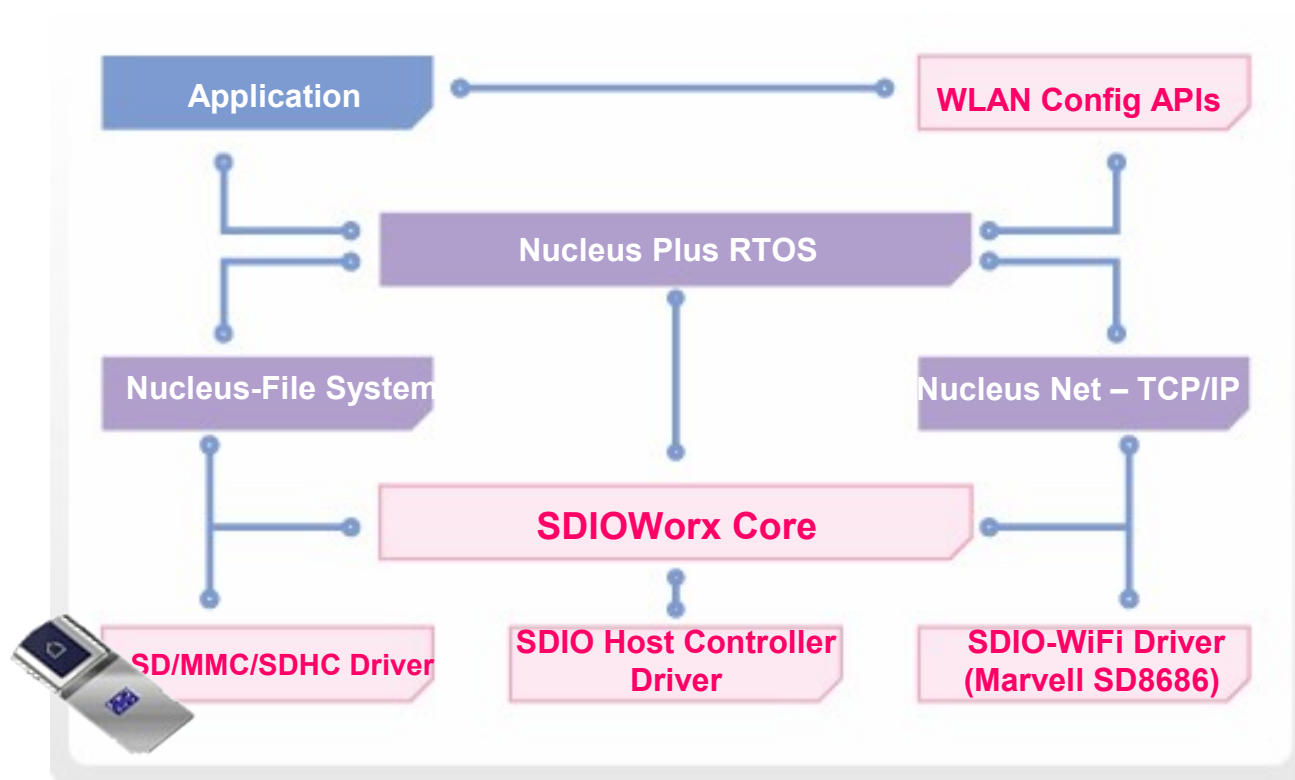 Application
WLAN Config APIs
Nucleus Plus RTOS
Nucleus-File System
Nucleus Net – TCP/IP
SDIOWorx Core
SD/MMC/SDHC Driver
SDIO Host Controller
Driver
SDIO-WiFi Driver
(Marvell SD8686)